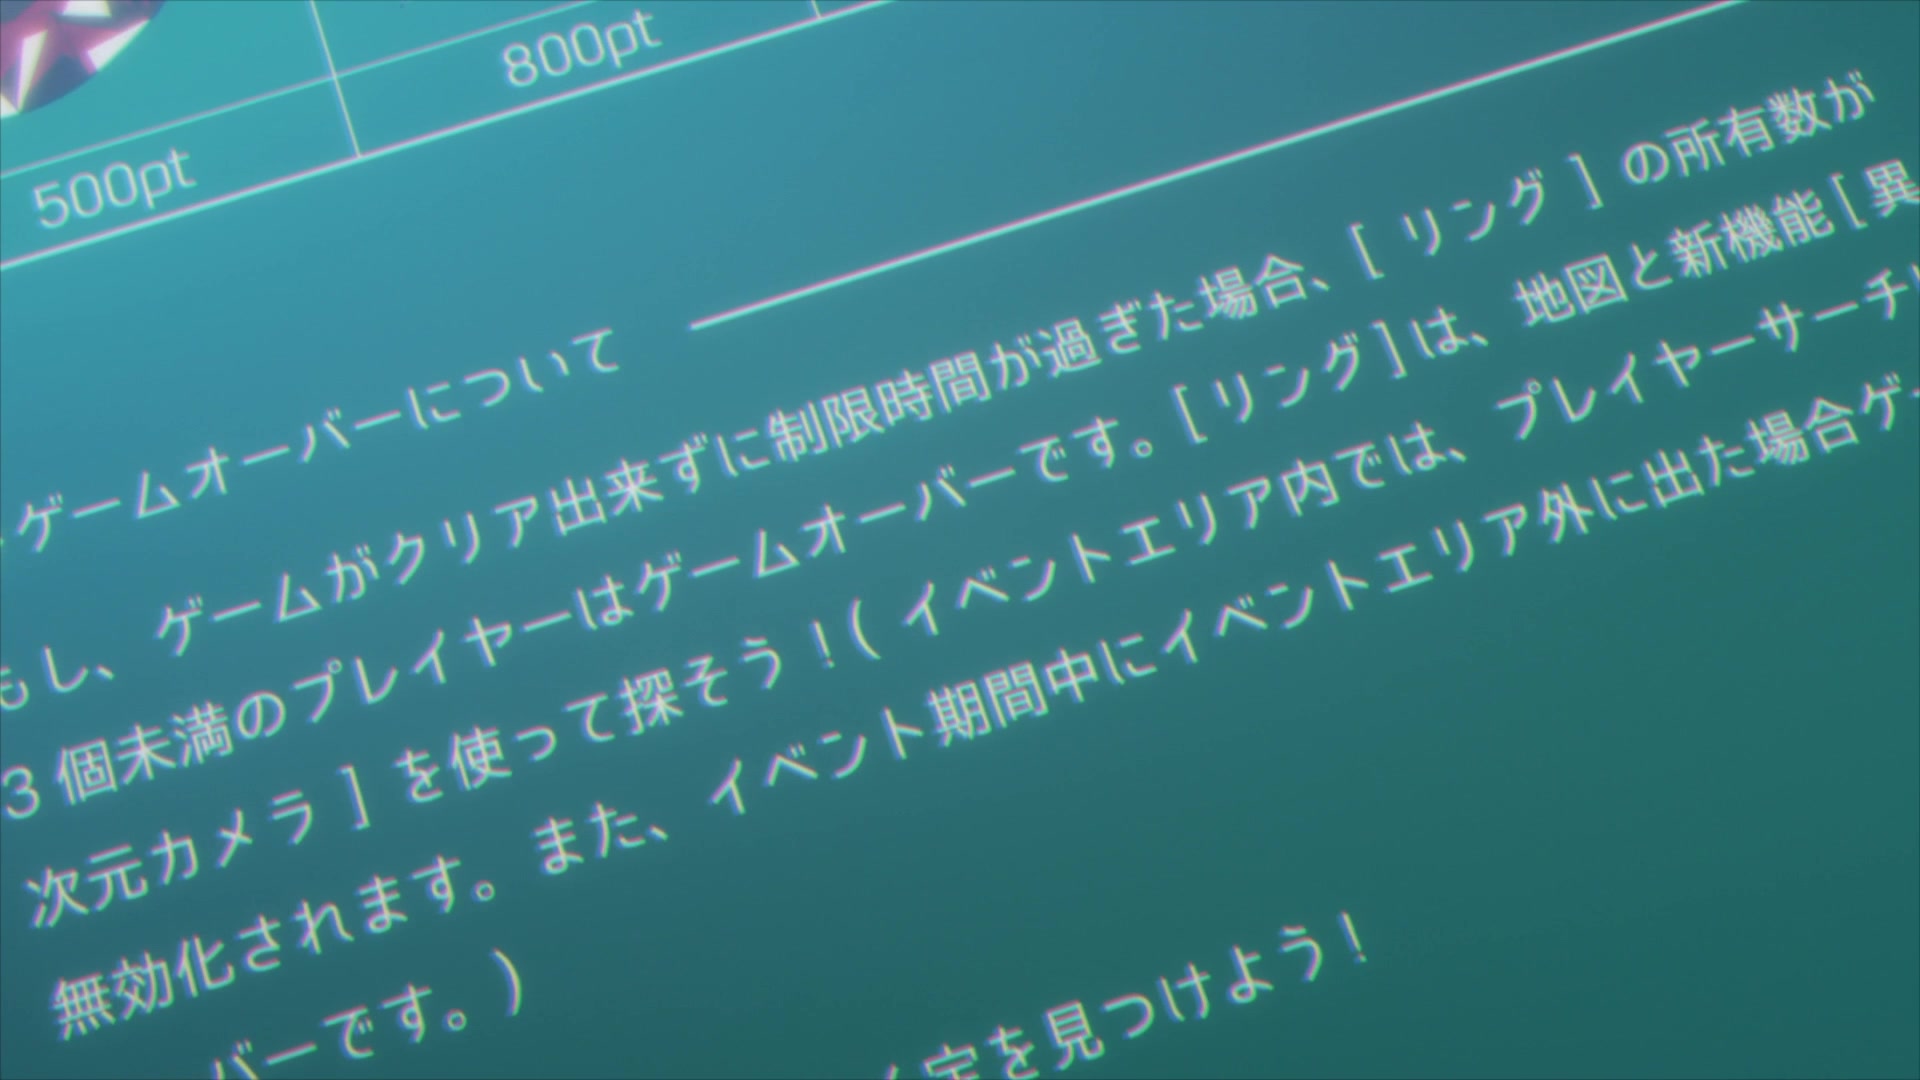 800pt
500pt
ゲームオーバーについて
もし、ゲームがクリア出来ずに制限時間が過ぎた場合、[ リング ] の所有数が
3 個未満のプレイヤーはゲームオーバーです。[リング]は、地図と新機能[異
次元カメラ ] を使って探そう！( イベントエリア内では、プレイヤーサーチ
無効化されます。また、イベント期間中にイベントエリア外に出た場合ゲー
バーです。)
宝を見つけよう！